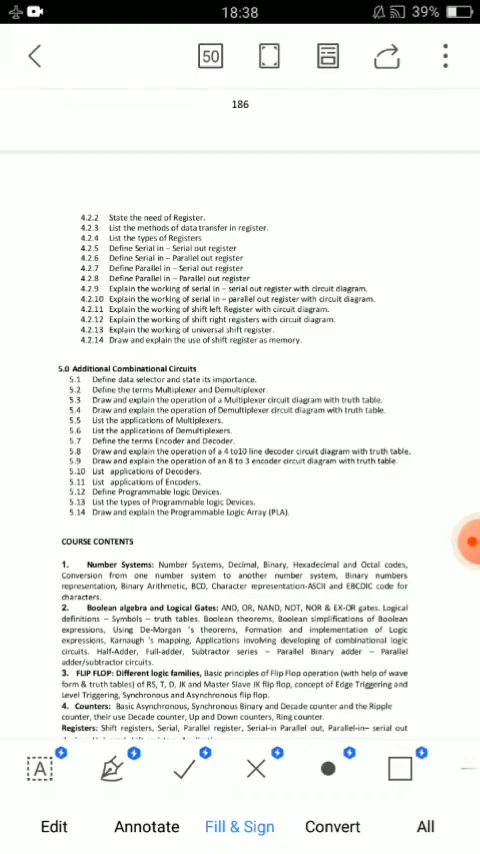 18:38
39%
50
186
4.2.2 State the need of Register.
4.2.3 List the methods of data transfer in register.
4.2.4 List the types of Registers
4.2.5 Define Serial in – Serial out register
4.2.6 Define Serial in – Parallel out register
4.2.7 Define Parallel in – Serial out register
4.2.8 Define Parallel in – Parallel out register
4.2.9 Explain the working of serial in – serial out register with circuit diagram.
4.2.10 Explain the working of serial in – parallel out register with circuit diagram.
4.2.11 Explain the working of shift left Register with circuit diagram.
4.2.12 Explain the working of shift right registers with circuit diagram.
4.2.13 Explain the working of universal shift register.
4.2.14 Draw and explain the use of shift register as memory.
5.0 Additional Combinational Circuits
5.1 Define data selector and state its importance.
5.2 Define the terms Multiplexer and Demultiplexer.
5.3 Draw and explain the operation of a Multiplexer circuit diagram with truth table.
5.4 Draw and explain the operation of Demultiplexer circuit diagram with truth table.
5.5 List the applications of Multiplexers.
5.6 List the applications of Demultiplexers.
5.7 Define the terms Encoder and Decoder.
5.8 Draw and explain the operation of a 4 to10 line decoder circuit diagram with truth table.
5.9 Draw and explain the operation of an 8 to 3 encoder circuit diagram with truth table.
5.10 List applications of Decoders.
5.11 List applications of Encoders.
5.12 Define Programmable logic Devices.
5.13 List the types of Programmable logic Devices.
5.14 Draw and explain the Programmable Logic Array (PLA).
COURSE CONTENTS
1. Number Systems: Number Systems, Decimal, Binary, Hexadecimal and Octal codes,
Conversion from one number system to another number system, Binary numbers
representation, Binary Arithmetic, BCD, Character representation-ASCII and EBCDIC code for
characters.
2. Boolean algebra and Logical Gates: AND, OR, NAND, NOT, NOR & EX-OR gates. Logical
definitions – Symbols – truth tables. Boolean theorems, Boolean simplifications of Boolean
expressions, Using De-Morgan 's theorems, Formation and implementation of Logic
expressions, Karnaugh 's mapping, Applications involving developing of combinational logic
circuits. Half-Adder, Full-adder, Subtractor series – Parallel Binary adder – Parallel
adder/subtractor circuits.
3. FLIP FLOP: Different logic families, Basic principles of Flip Flop operation (with help of wave
form & truth tables) of RS, T, D, JK and Master Slave JK flip flop, concept of Edge Triggering and
Level Triggering, Synchronous and Asynchronous flip flop.
4. Counters: Basic Asynchronous, Synchronous Binary and Decade counter and the Ripple
counter, their use Decade counter, Up and Down counters, Ring counter.
Registers: Shift registers, Serial, Parallel register, Serial-in Parallel out, Parallel-in– serial out
A
Edit Annotate Fill & Sign Convert All